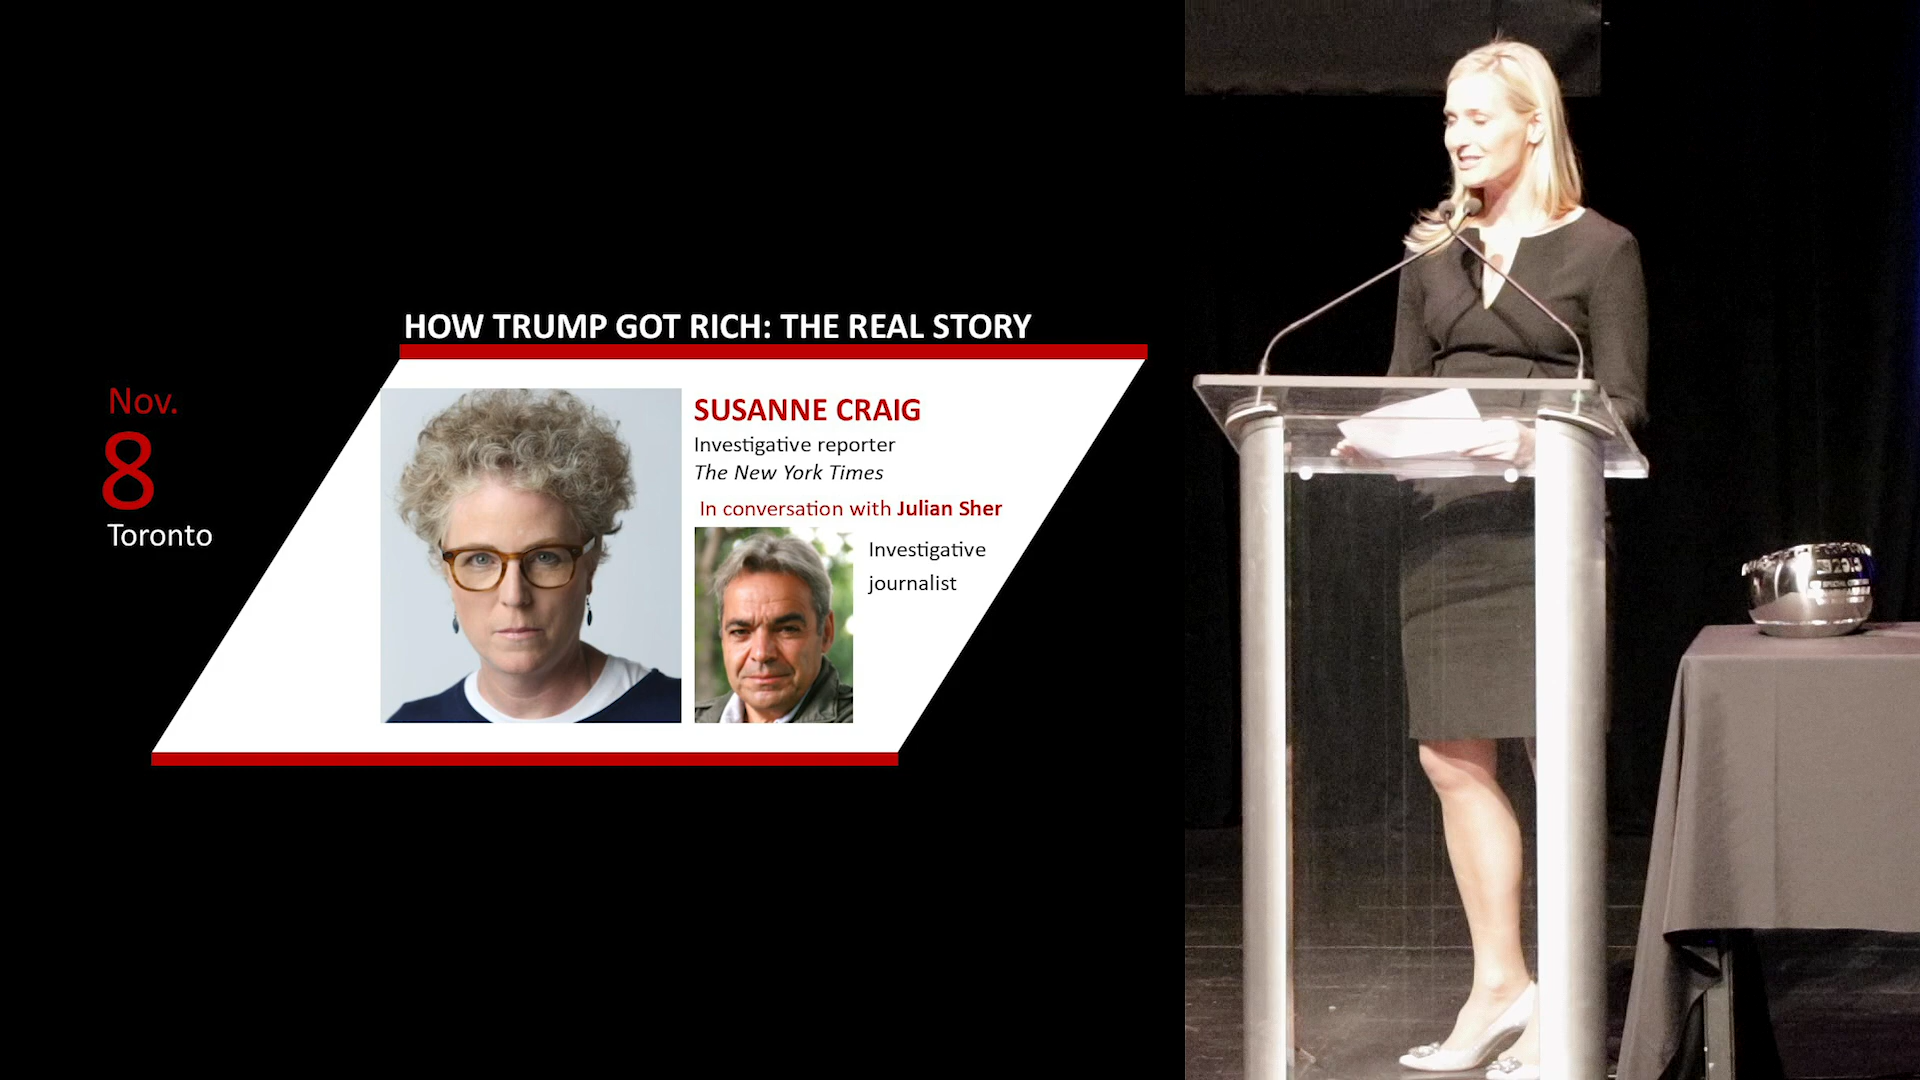 HOW TRUMP GOT RICH: THE REAL STORY
Nov.
8
Toronto
SUSANNE CRAIG
Investigative reporter
The New York Times
In conversation with Julian Sher
Investigative
journalist